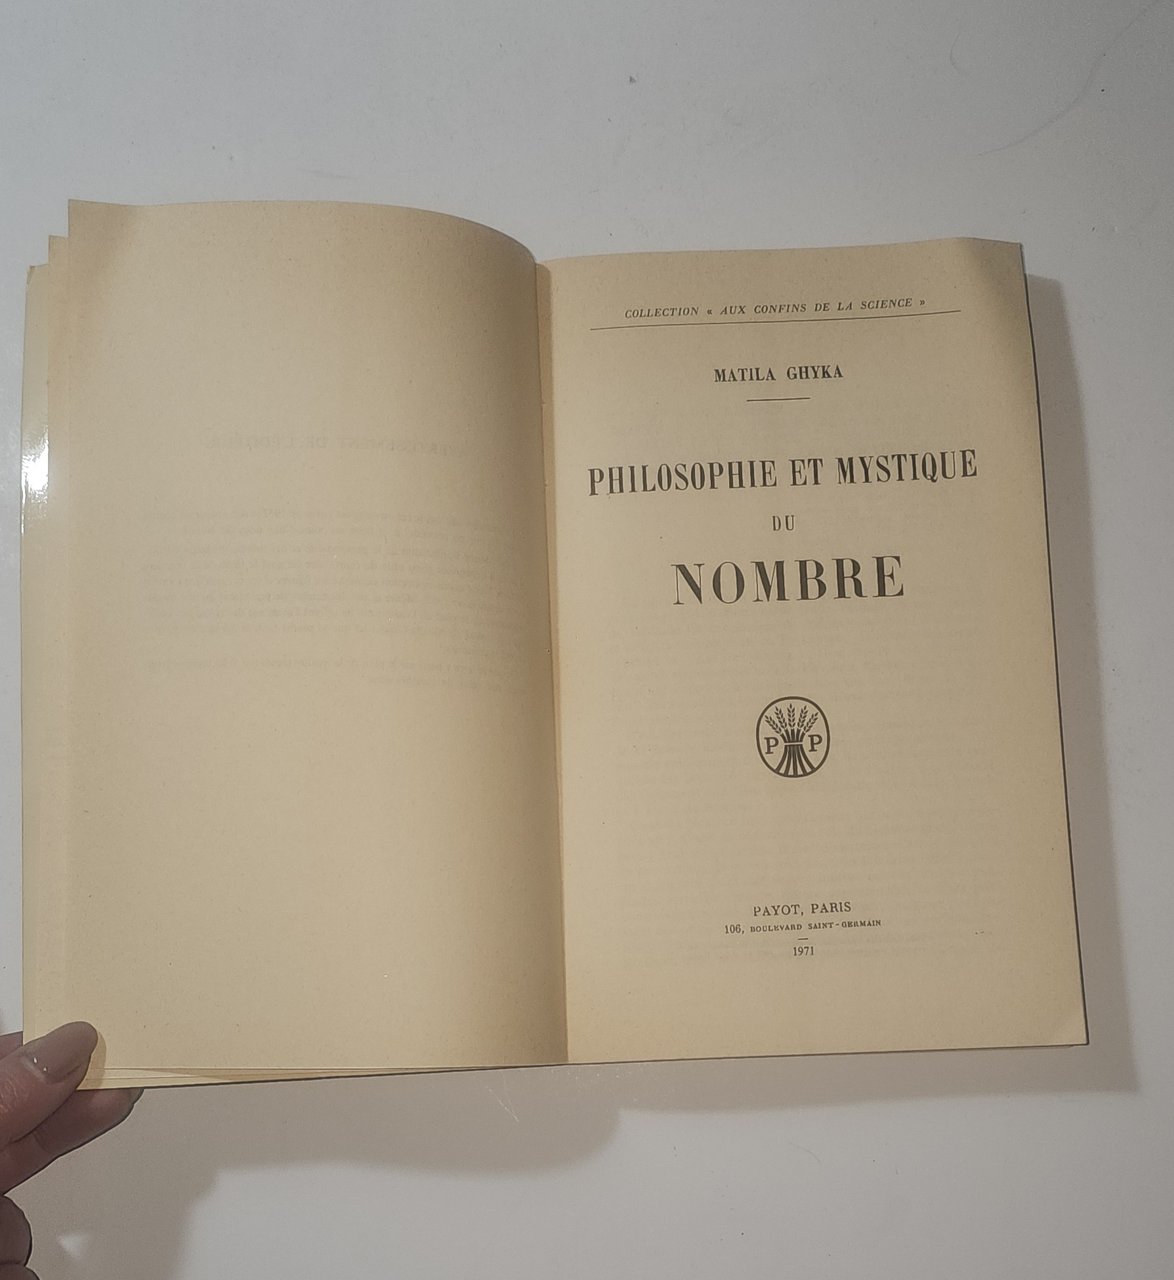 COLLECTION « AUX CONFINS DE LA SCIENCE »
MATILA GHYKA
PHILOSOPHIE ET MYSTIQUE
DU
NOMBRE
P P
PAYOT, PARIS
106, BOULEVARD SAINT-GERMAIN
1971